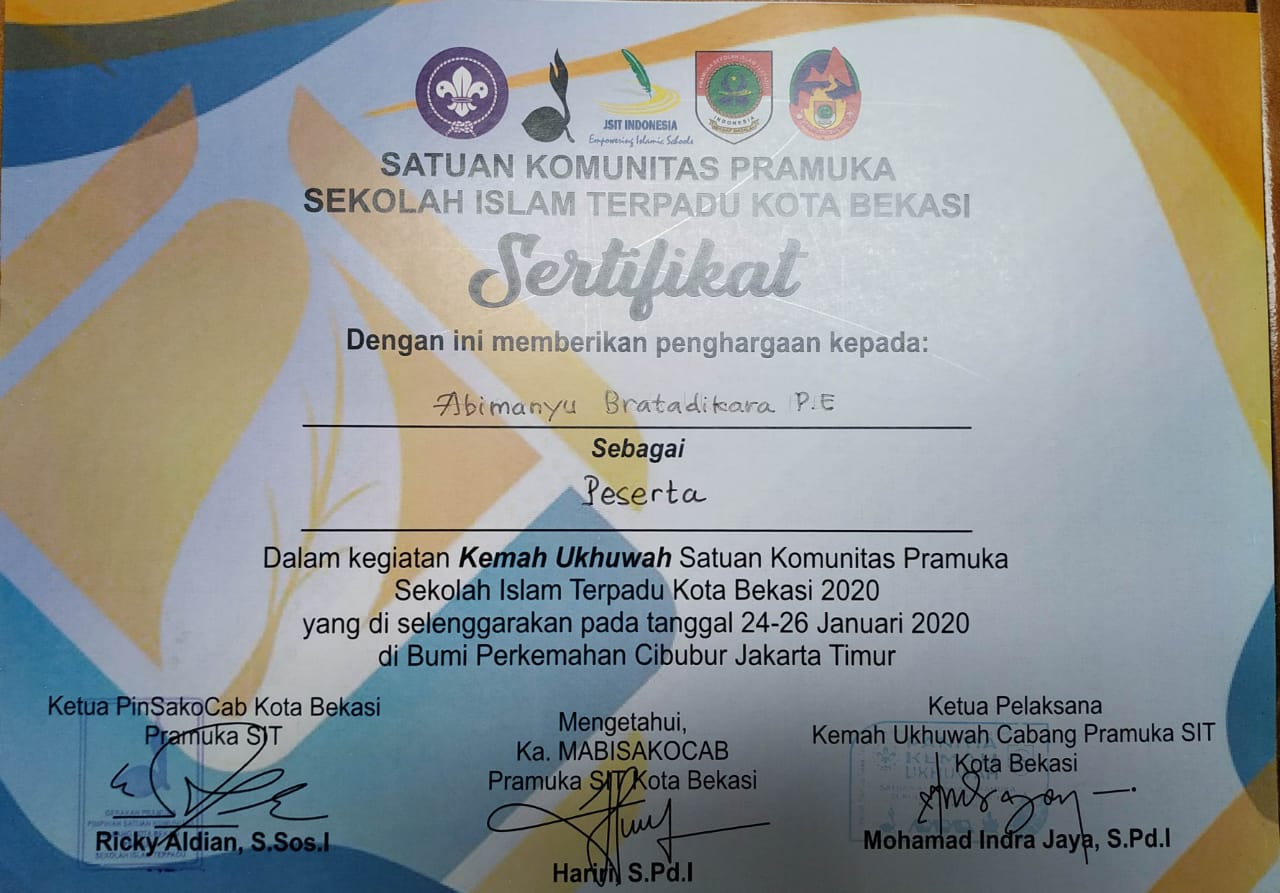 JSIT INDONESIA
Empowering Islamic Schools
INDONESIA
SATUAN KOMUNITAS PRAMUKA
SEKOLAH ISLAM TERPADU KOTA BEKASI
Sertifikat
Dengan ini memberikan penghargaan kepada:
Abimanyu Bratadikara P.E
Sebagai
Peserta
Dalam kegiatan Kemah Ukhuwah Satuan Komunitas Pramuka
Sekolah Islam Terpadu Kota Bekasi 2020
yang di selenggarakan pada tanggal 24-26 Januari 2020
di Bumi Perkemahan Cibubur Jakarta Timur
Ketua PinSakoCab Kota Bekasi
Pramuka SIT
Ricky Aldian, S.Sos.I
Mengetahui,
Ka. MABISAKOCAB
Pramuka SIT Kota Bekasi
Hariri, S.Pd.I
Ketua Pelaksana
Kemah Ukhuwah Cabang Pramuka SIT
Kota Bekasi
Mohamad Indra Jaya, S.Pd.I